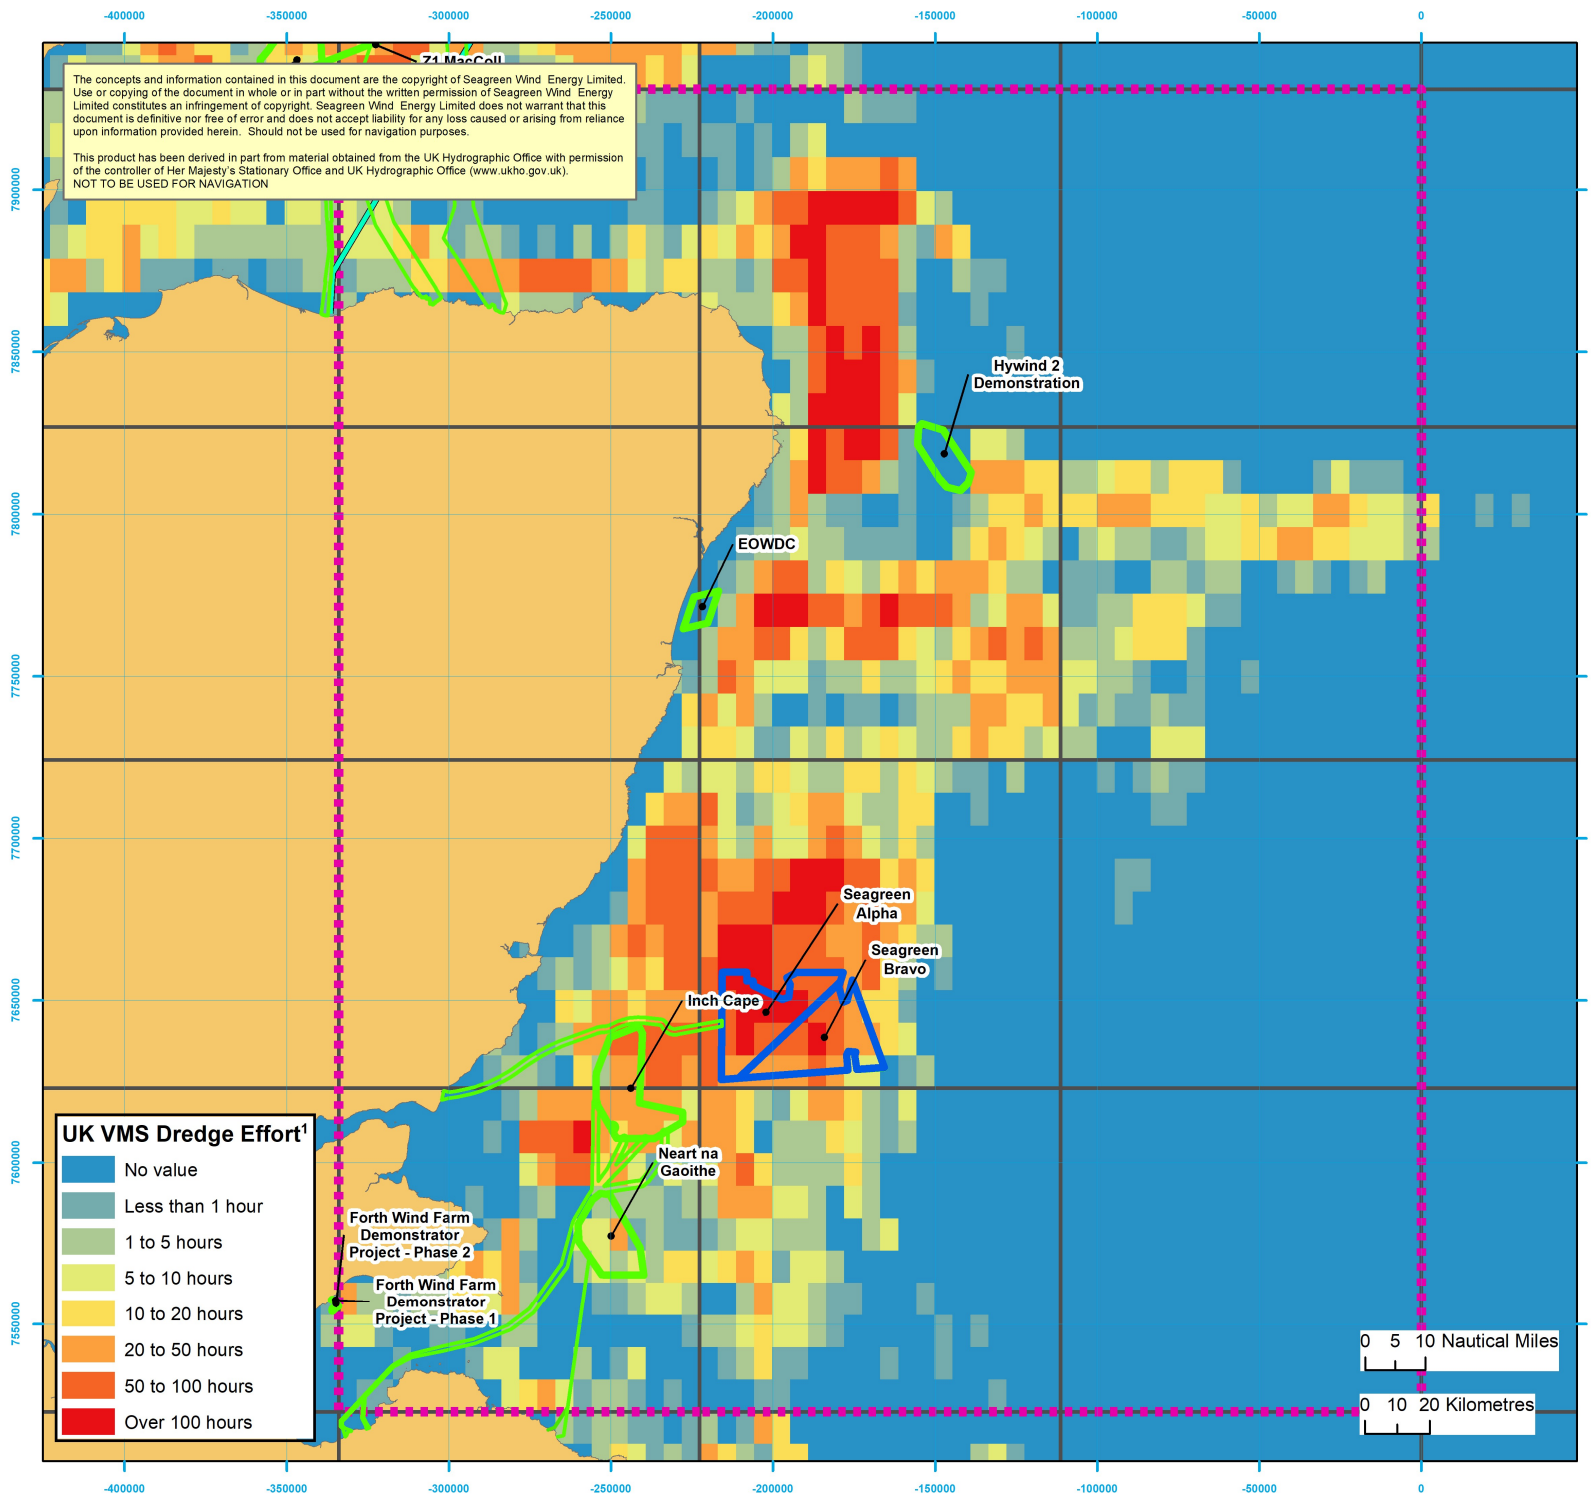 -400000 -350000 -300000 -250000 -200000 -150000 -100000 -50000 0
Z1 MacColl
The concepts and information contained in this document are the copyright of Seagreen Wind Energy Limited.
Use or copying of the document in whole or in part without the written permission of Seagreen Wind Energy
Limited constitutes an infringement of copyright. Seagreen Wind Energy Limited does not warrant that this
document is definitive nor free of error and does not accept liability for any loss caused or arising from reliance
upon information provided herein. Should not be used for navigation purposes.
This product has been derived in part from material obtained from the UK Hydrographic Office with permission
of the controller of Her Majesty's Stationary Office and UK Hydrographic Office (www.ukho.gov.uk).
NOT TO BE USED FOR NAVIGATION
7900000
7850000
7800000
7750000
7700000
7650000
7600000
7550000
Hywind 2
Demonstration
EOWDC
Seagreen
Alpha
Seagreen
Bravo
Inch Cape
Neart na
Gaoithe
Forth Wind Farm
Demonstrator
Project - Phase 2
Forth Wind Farm
Demonstrator
Project - Phase 1
UK VMS Dredge Effort¹
No value
Less than 1 hour
1 to 5 hours
5 to 10 hours
10 to 20 hours
20 to 50 hours
50 to 100 hours
Over 100 hours
0 5 10 Nautical Miles
0 10 20 Kilometres
7900000
7850000
7800000
7750000
7700000
7650000
7600000
7550000
-400000 -350000 -300000 -250000 -200000 -150000 -100000 -50000 0